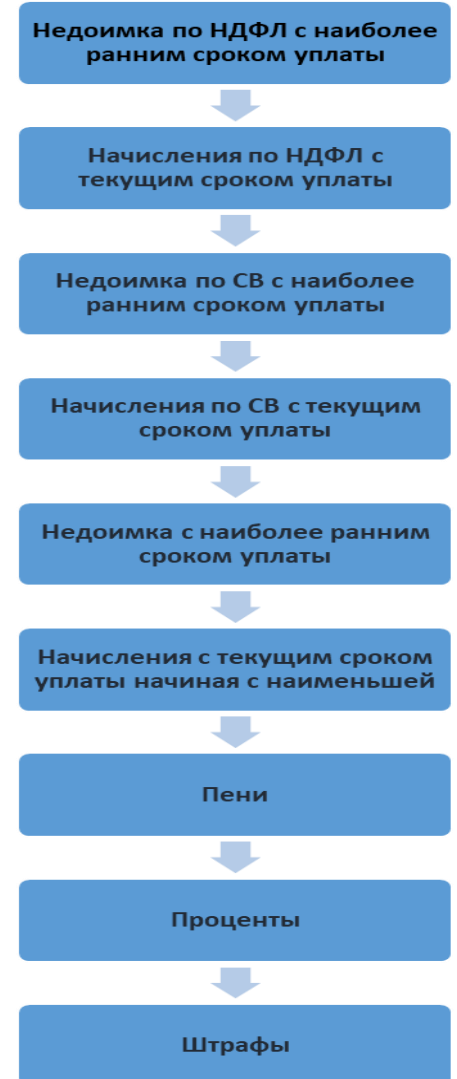 Недоимка по НДФЛ с наиболее
ранним сроком уплаты
Начисления по НДФЛ с
текущим сроком уплаты
Недоимка по СВ с наиболее
ранним сроком уплаты
Начисления по СВ с текущим
сроком уплаты
Недоимка с наиболее ранним
сроком уплаты
Начисления с текущим сроком
уплаты начиная с наименьшей
Пени
Проценты
Штрафы